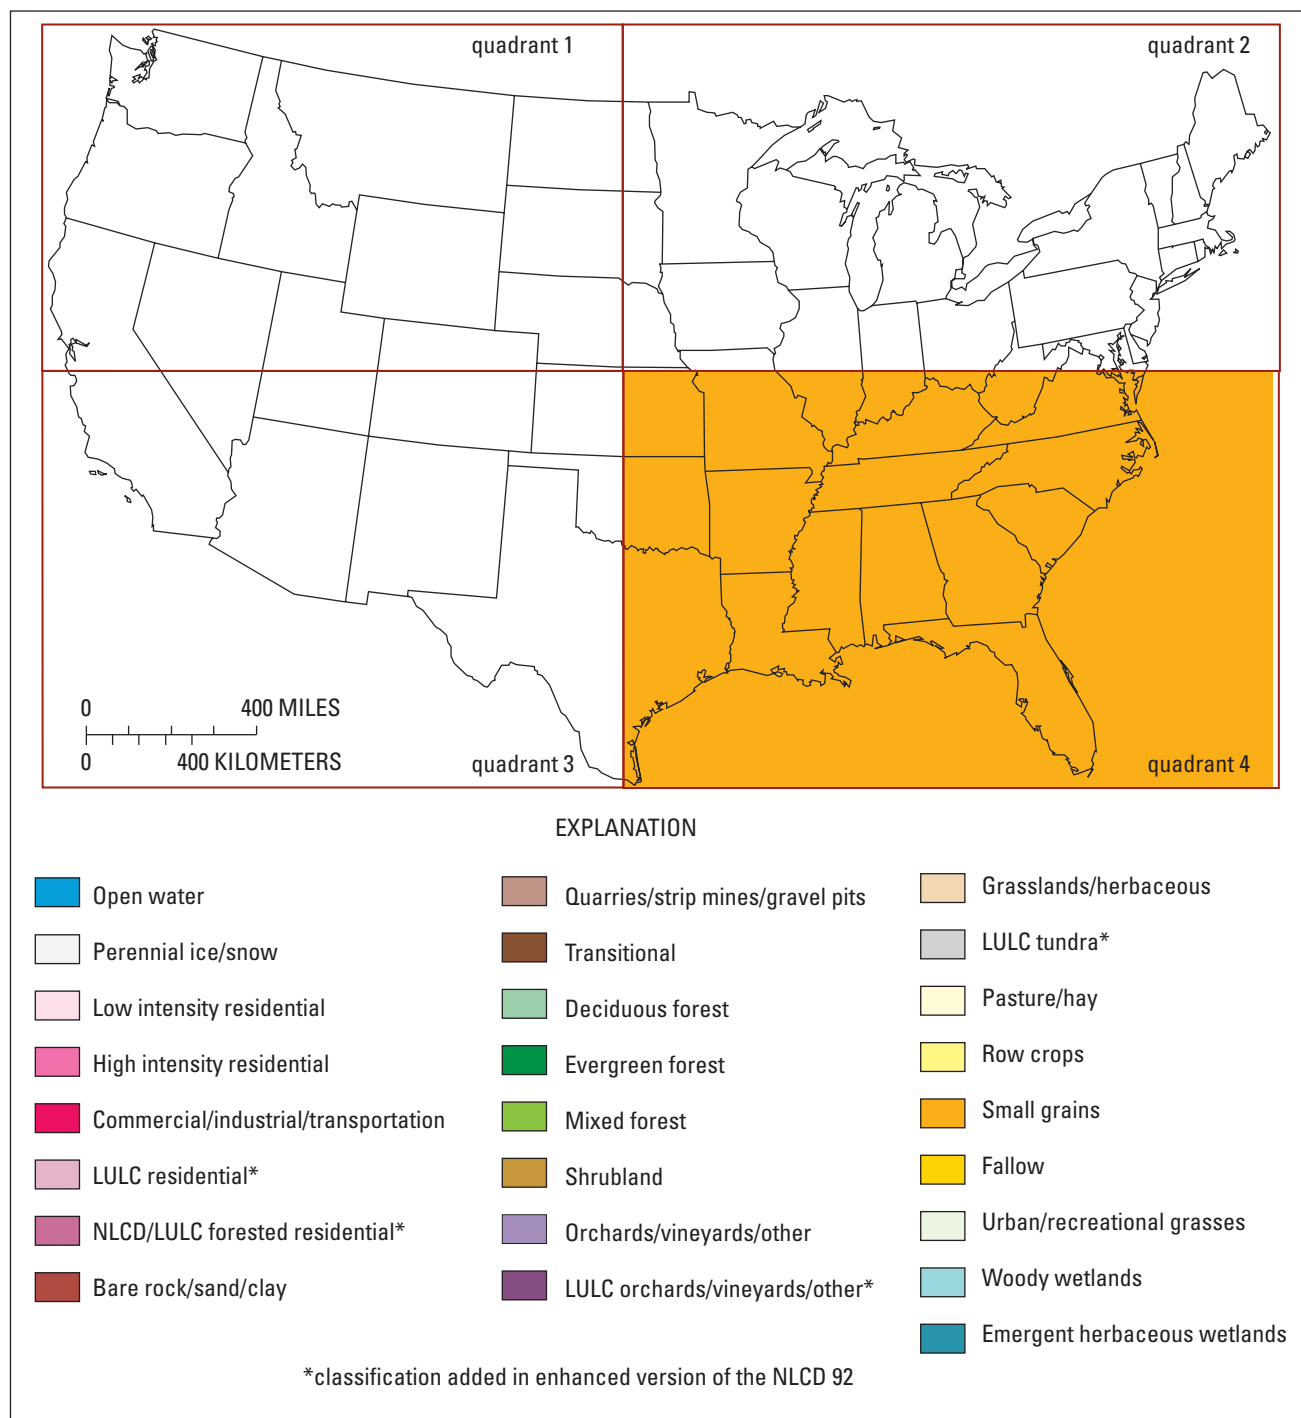 quadrant 1
quadrant 2
0 400 MILES
0 400 KILOMETERS
quadrant 3
quadrant 4
EXPLANATION
Open water
Perennial ice/snow
Low intensity residential
High intensity residential
Commercial/industrial/transportation
LULC residential*
NLCD/LULC forested residential*
Bare rock/sand/clay
Quarries/strip mines/gravel pits
Transitional
Deciduous forest
Evergreen forest
Mixed forest
Shrubland
Orchards/vineyards/other
LULC orchards/vineyards/other*
Grasslands/herbaceous
LULC tundra*
Pasture/hay
Row crops
Small grains
Fallow
Urban/recreational grasses
Woody wetlands
Emergent herbaceous wetlands
*classification added in enhanced version of the NLCD 92